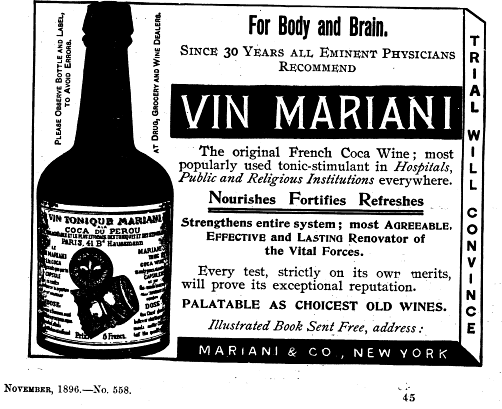 PLEASE OBSERVE BOTTLE AND LABEL,
TO AVOID ERRORS.
AT DRUG, GROCERY AND WINE DEALERS.
For Body and Brain.
SINCE 30 YEARS ALL EMINENT PHYSICIANS
RECOMMEND
VIN MARIANI
The original French Coca Wine; most
popularly used tonic-stimulant in Hospitals,
Public and Religious Institutions everywhere.
Nourishes Fortifies Refreshes
Strengthens entire system; most AGREEABLE,
EFFECTIVE and LASTING Renovator of
the Vital Forces.
Every test, strictly on its own merits,
will prove its exceptional reputation.
PALATABLE AS CHOICEST OLD WINES.
Illustrated Book Sent Free, address:
MARIANI & CO., NEW YORK
TRIAL WILL CONVINCE
VIN TONIQUE MARIANI
COCA DU PEROU
PARIS, 41 Bd Haussmann
MARIANI
DOSE
NOVEMBER, 1896.—No. 558.
45